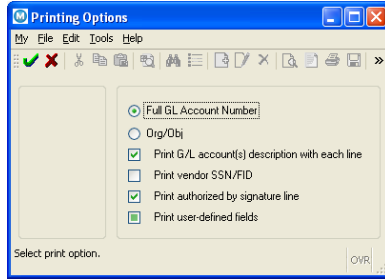 Printing Options
My File Edit Tools Help
Full GL Account Number
Org/Obj
Print G/L account(s) description with each line
Print vendor SSN/FID
Print authorized by signature line
Print user-defined fields
Select print option.
OVR